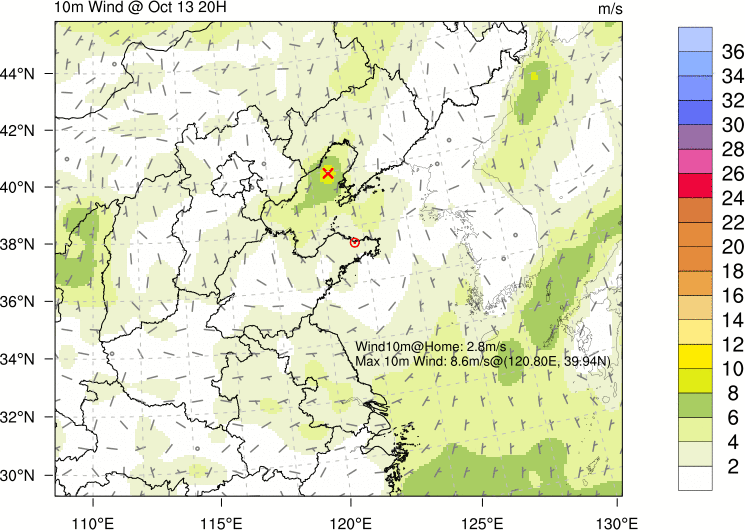 10m Wind @ Oct 13 20H
m/s
44°N
42°N
40°N
38°N
36°N
34°N
32°N
30°N
110°E
115°E
120°E
125°E
130°E
Wind10m@Home: 2.8m/s
Max 10m Wind: 8.6m/s@(120.80E, 39.94N)
36
34
32
30
28
26
24
22
20
18
16
14
12
10
8
6
4
2